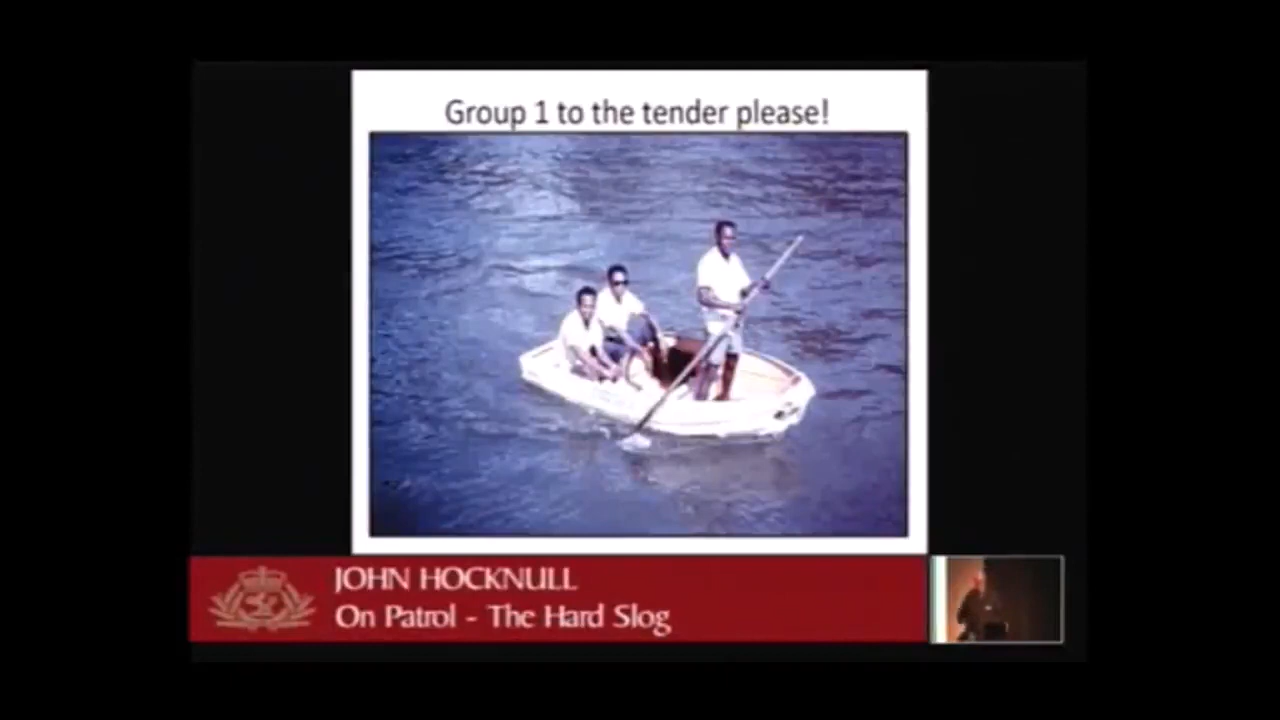 Group 1 to the tender please!
JOHN HOCKNULL
On Patrol - The Hard Slog